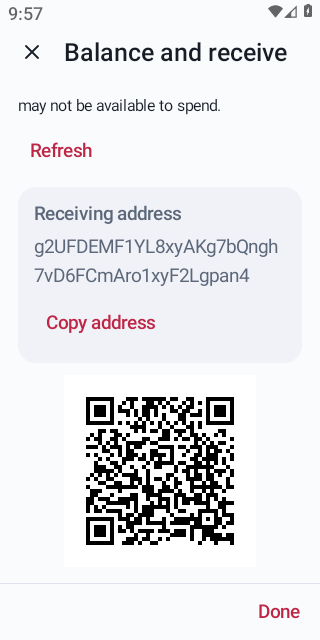 9:57
Balance and receive
may not be available to spend.
Refresh
Receiving address
g2UFDEMF1YL8xyAKg7bQngh
7vD6FCmAro1xyF2Lgpan4
Copy address
Done